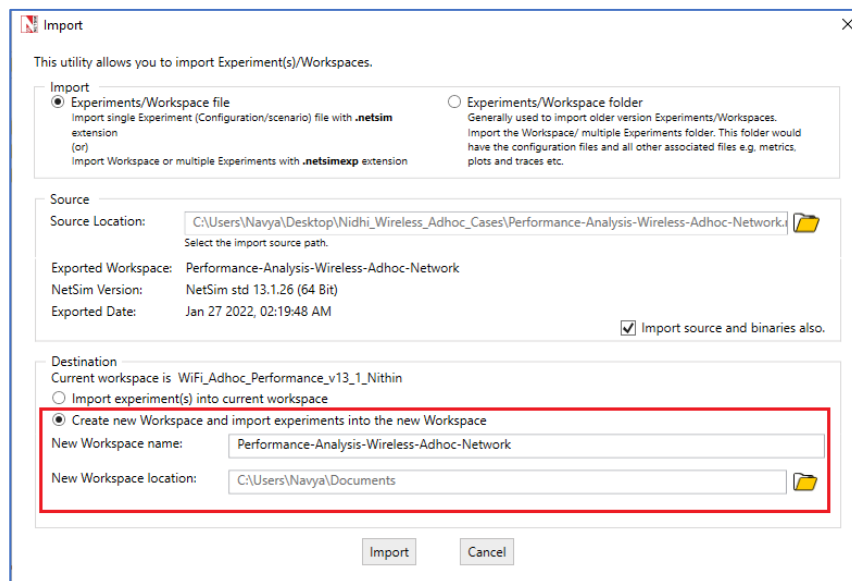 Import
This utility allows you to import Experiment(s)/Workspaces.
Import
Experiments/Workspace file
Import single Experiment (Configuration/scenario) file with .netsim
extension
(or)
Import Workspace or multiple Experiments with .netsimexp extension
Experiments/Workspace folder
Generally used to import older version Experiments/Workspaces.
Import the Workspace/ multiple Experiments folder. This folder would
have the configuration files and all other associated files e.g, metrics,
plots and traces etc.
Source
Source Location: C:\Users\Navya\Desktop\Nidhi_Wireless_Adhoc_Cases\Performance-Analysis-Wireless-Adhoc-Network.
Select the import source path.
Exported Workspace: Performance-Analysis-Wireless-Adhoc-Network
NetSim Version: NetSim std 13.1.26 (64 Bit)
Exported Date: Jan 27 2022, 02:19:48 AM
Import source and binaries also.
Destination
Current workspace is WiFi_Adhoc_Performance_v13_1_Nithin
Import experiment(s) into current workspace
Create new Workspace and import experiments into the new Workspace
New Workspace name: Performance-Analysis-Wireless-Adhoc-Network
New Workspace location: C:\Users\Navya\Documents
Import Cancel